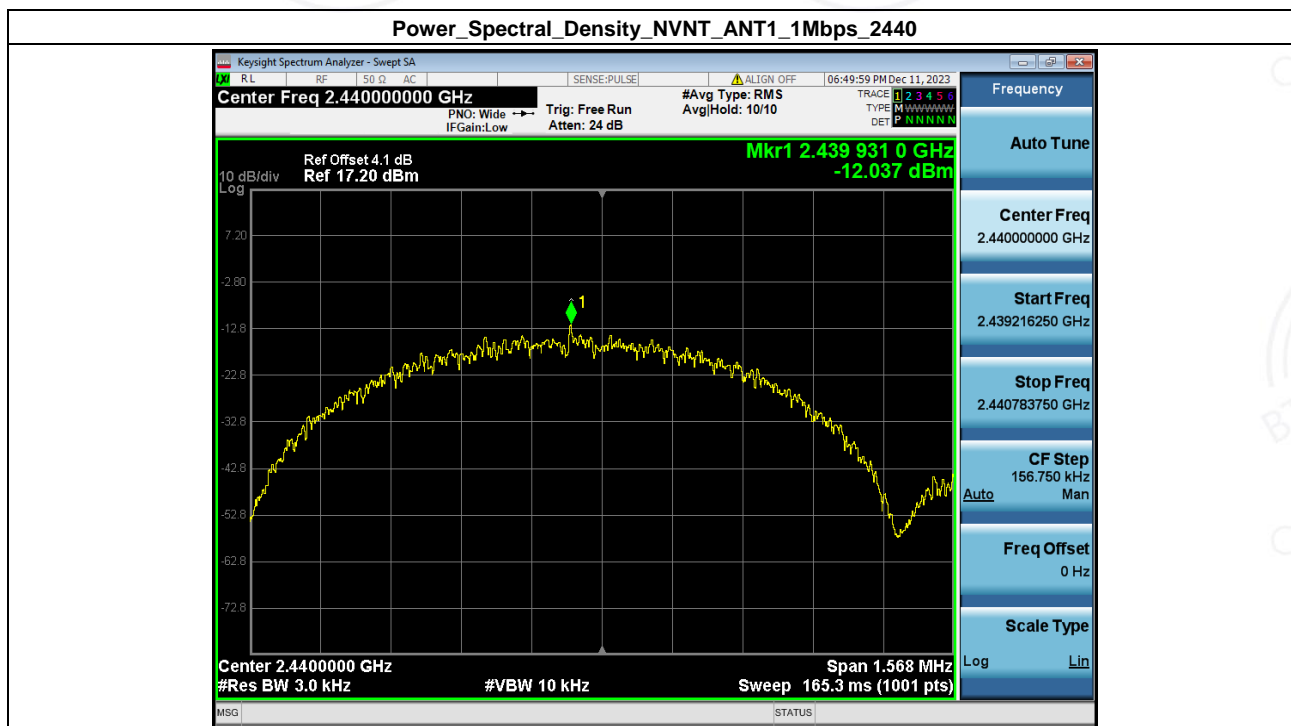 Power_Spectral_Density_NVNT_ANT1_1Mbps_2440
Keysight Spectrum Analyzer - Swept SA
LXI RL RF 50 Ω AC SENSE:PULSE ALIGN OFF 06:49:59 PM Dec 11, 2023
Center Freq 2.440000000 GHz
PNO: Wide
IFGain:Low
Trig: Free Run
Atten: 24 dB
#Avg Type: RMS
Avg|Hold: 10/10
TRACE 1 2 3 4 5 6
TYPE M WWWWW
DET P N N N N N
Mkr1 2.439 931 0 GHz
-12.037 dBm
Ref Offset 4.1 dB
10 dB/div Ref 17.20 dBm
Log
7.20
-2.80
1
-12.8
-22.8
-32.8
-42.8
-52.8
-62.8
-72.8
Center 2.4400000 GHz Span 1.568 MHz
#Res BW 3.0 kHz #VBW 10 kHz Sweep 165.3 ms (1001 pts)
MSG STATUS
Frequency
Auto Tune
Center Freq
2.440000000 GHz
Start Freq
2.439216250 GHz
Stop Freq
2.440783750 GHz
CF Step
156.750 kHz
Auto Man
Freq Offset
0 Hz
Scale Type
Log Lin